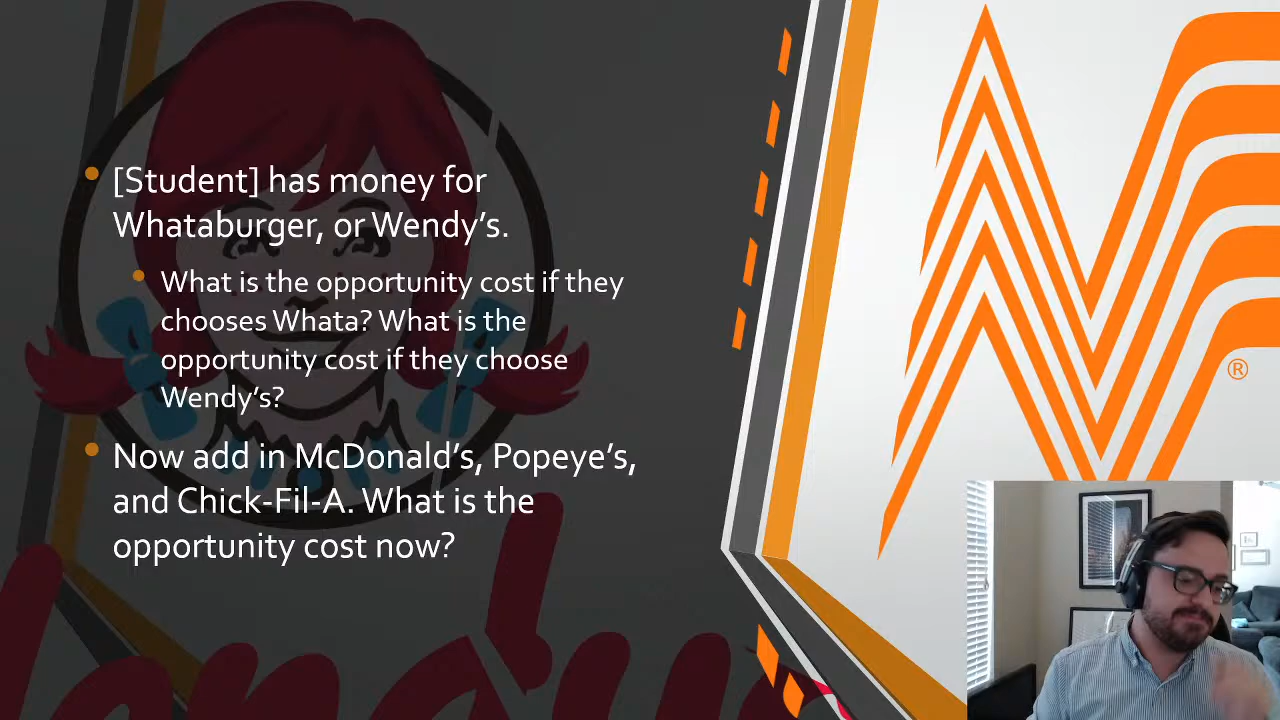 [Student] has money for
Whataburger, or Wendy's.
What is the opportunity cost if they
chooses Whata? What is the
opportunity cost if they choose
Wendy's?
Now add in McDonald's, Popeye's,
and Chick-Fil-A. What is the
opportunity cost now?
®